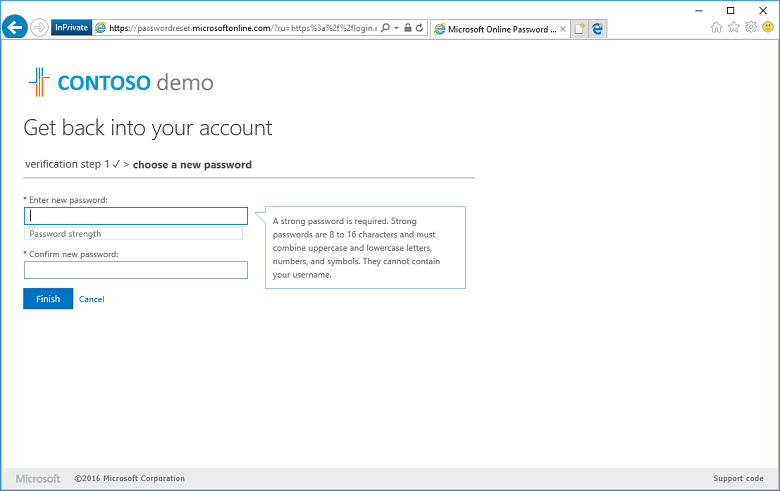 InPrivate
https://passwordreset.microsoftonline.com/?ru=https%3a%2f%2flogin.r
Microsoft Online Password ...
CONTOSO demo
Get back into your account
verification step 1 ✓ > choose a new password
* Enter new password:
Password strength
A strong password is required. Strong
passwords are 8 to 16 characters and must
combine uppercase and lowercase letters,
numbers, and symbols. They cannot contain
your username.
* Confirm new password:
Finish
Cancel
Microsoft
©2016 Microsoft Corporation
Support code